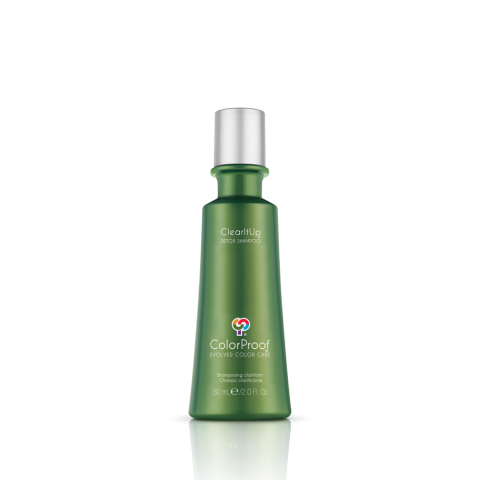 ClearItUp
DETOX SHAMPOO
ColorProof
EVOLVED COLOR CARE
Shampooing clarifiant
Champú clarificante
60 mL ℮/2.0 Fl. Oz.